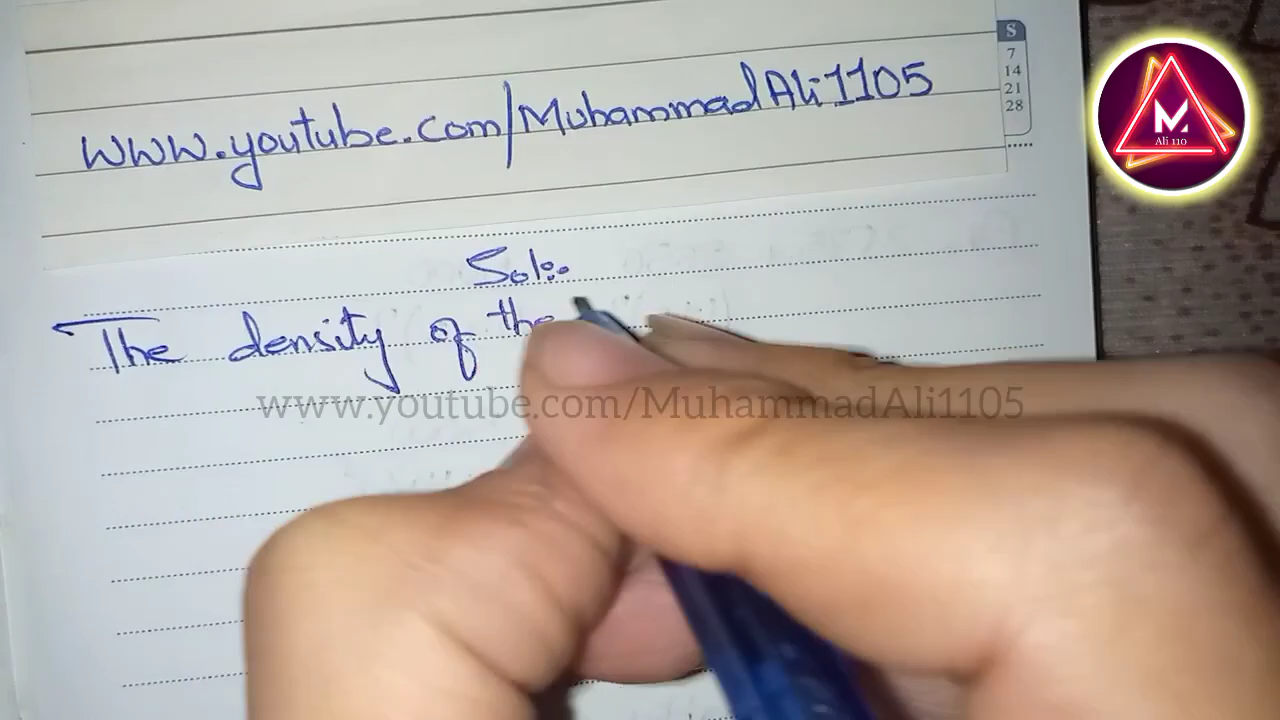 www.youtube.com/MuhammadAli1105
S
7
14
21
28
M
Ali 110
Sol:
The density of the
www.youtube.com/MuhammadAli1105